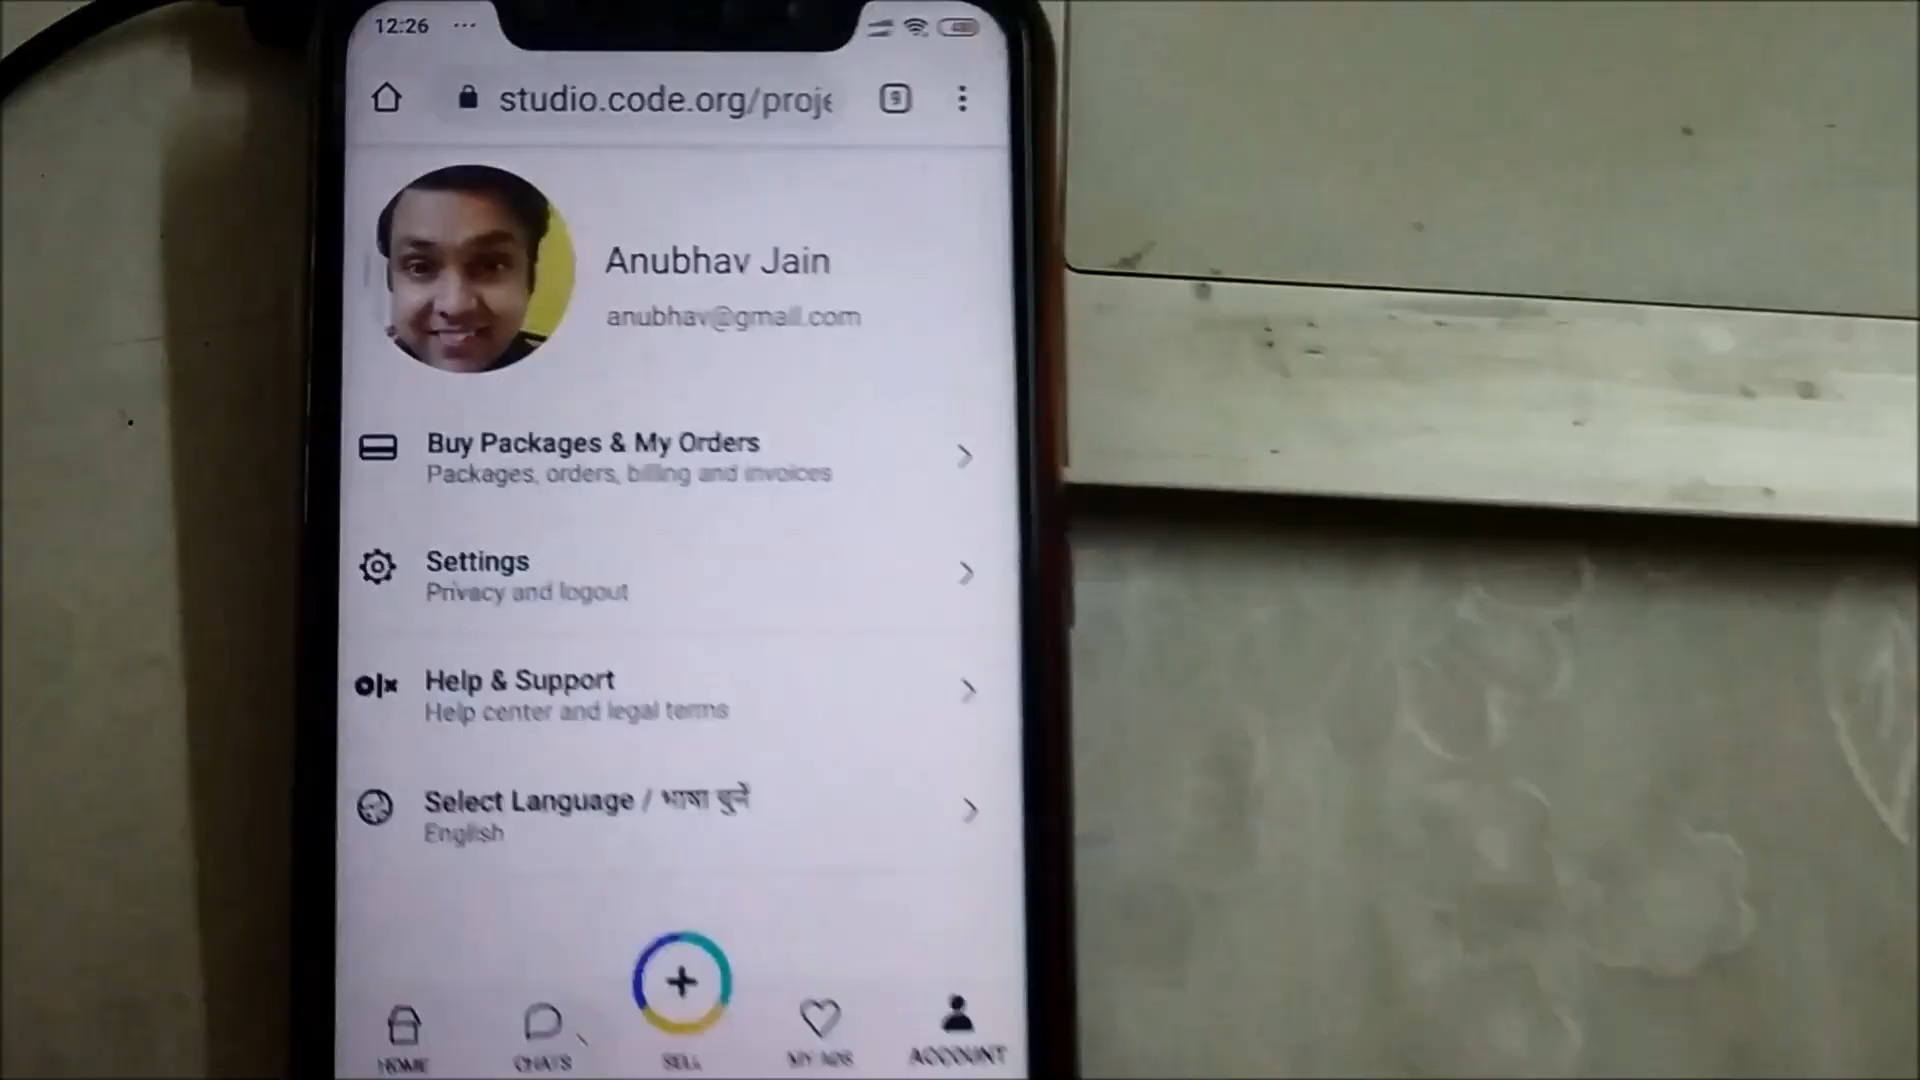 12:26 ...
studio.code.org/proje
9
Anubhav Jain
anubhav@gmail.com
Buy Packages & My Orders
Packages, orders, billing and invoices
Settings
Privacy and logout
olx
Help & Support
Help center and legal terms
Select Language / भाषा चुनें
English
HOME
CHATS
SELL
MY ADS
ACCOUNT